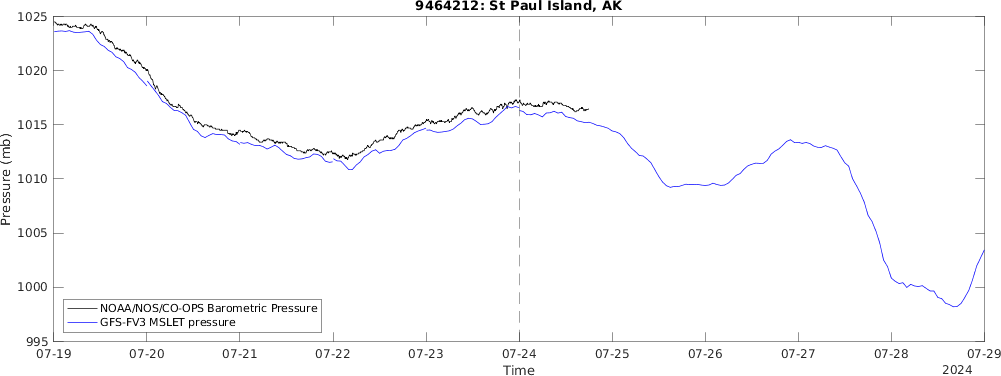 9464212: St Paul Island, AK
1025
1020
1015
1010
1005
1000
995
Pressure (mb)
NOAA/NOS/CO-OPS Barometric Pressure
GFS-FV3 MSLET pressure
07-19 07-20 07-21 07-22 07-23 07-24 07-25 07-26 07-27 07-28 07-29
Time
2024